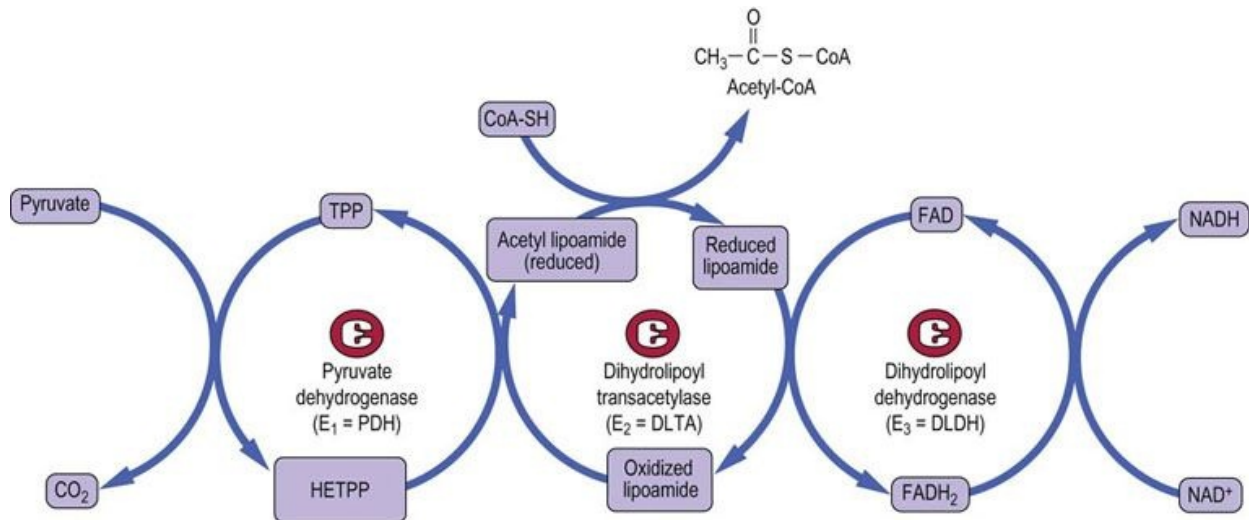 O
CH₃–C–S–CoA
Acetyl-CoA
CoA-SH
Pyruvate
TPP
Acetyl lipoamide
(reduced)
Reduced
lipoamide
FAD
NADH
Pyruvate
dehydrogenase
(E₁ = PDH)
Dihydrolipoyl
transacetylase
(E₂ = DLTA)
Dihydrolipoyl
dehydrogenase
(E₃ = DLDH)
CO₂
HETPP
Oxidized
lipoamide
FADH₂
NAD⁺